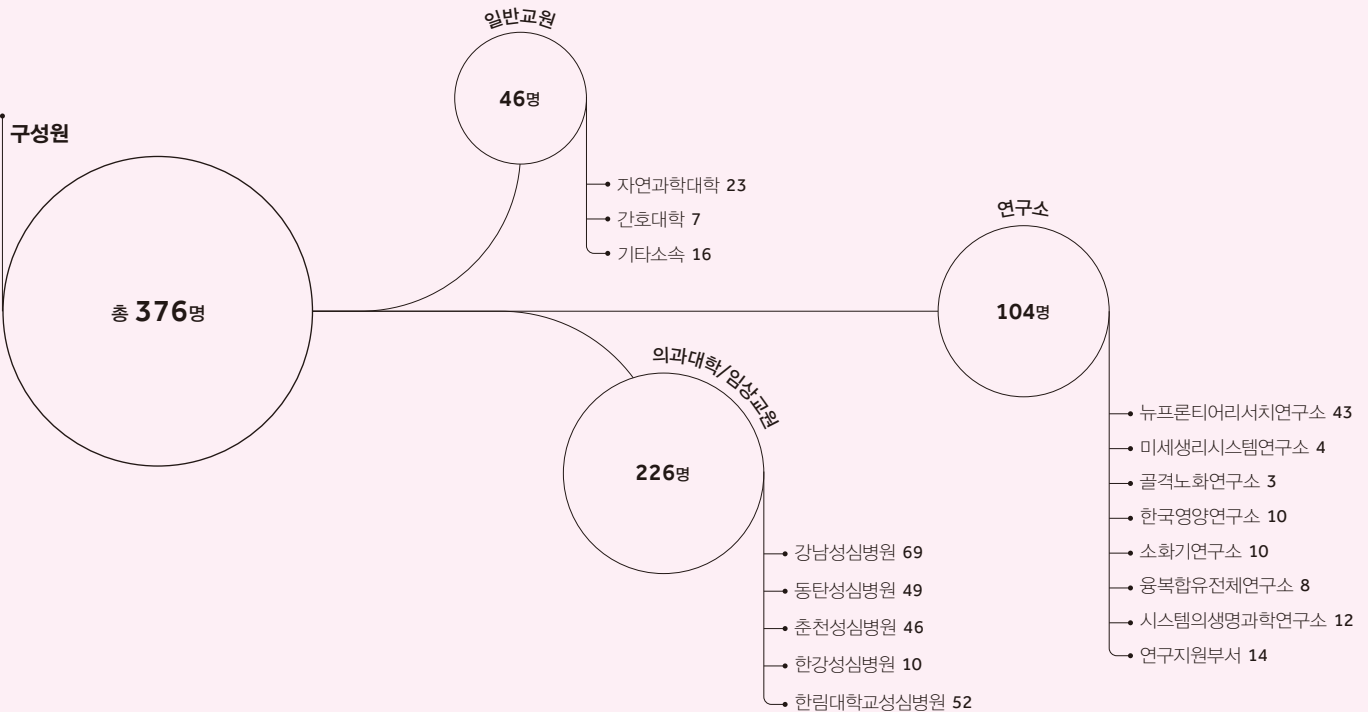 구성원
총 376명
일반교원
46명
자연과학대학 23
간호대학 7
기타소속 16
의과대학/임상교원
226명
강남성심병원 69
동탄성심병원 49
춘천성심병원 46
한강성심병원 10
한림대학교성심병원 52
연구소
104명
뉴프론티어리서치연구소 43
미세생리시스템연구소 4
골격노화연구소 3
한국영양연구소 10
소화기연구소 10
융복합유전체연구소 8
시스템의생명과학연구소 12
연구지원부서 14